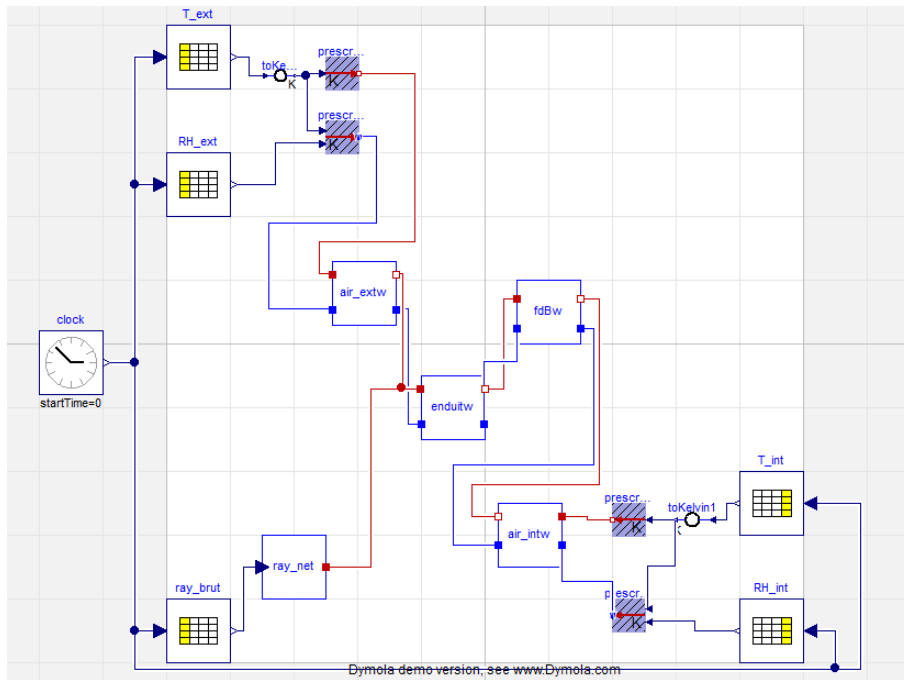 T_ext
toKe...
K
prescr...
K
prescr...
K
RH_ext
air_extw
fdBw
clock
startTime=0
enduitw
T_int
prescr...
toKelvin1
K
air_intw
ray_net
ray_brut
prescr...
K
RH_int
Dymola demo version, see www.Dymola.com